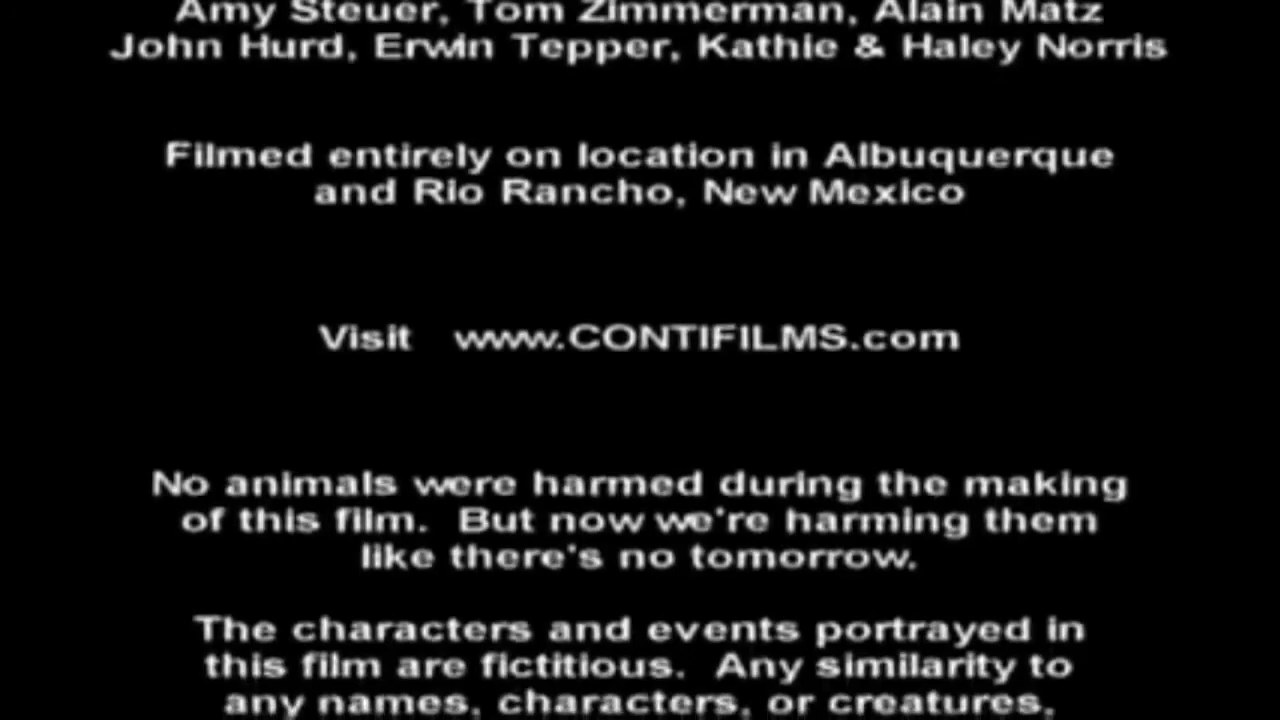 Amy Steuer, Tom Zimmerman, Alain Matz
John Hurd, Erwin Tepper, Kathie & Haley Norris
Filmed entirely on location in Albuquerque
and Rio Rancho, New Mexico
Visit www.CONTIFILMS.com
No animals were harmed during the making
of this film. But now we're harming them
like there's no tomorrow.
The characters and events portrayed in
this film are fictitious. Any similarity to
any names, characters, or creatures,